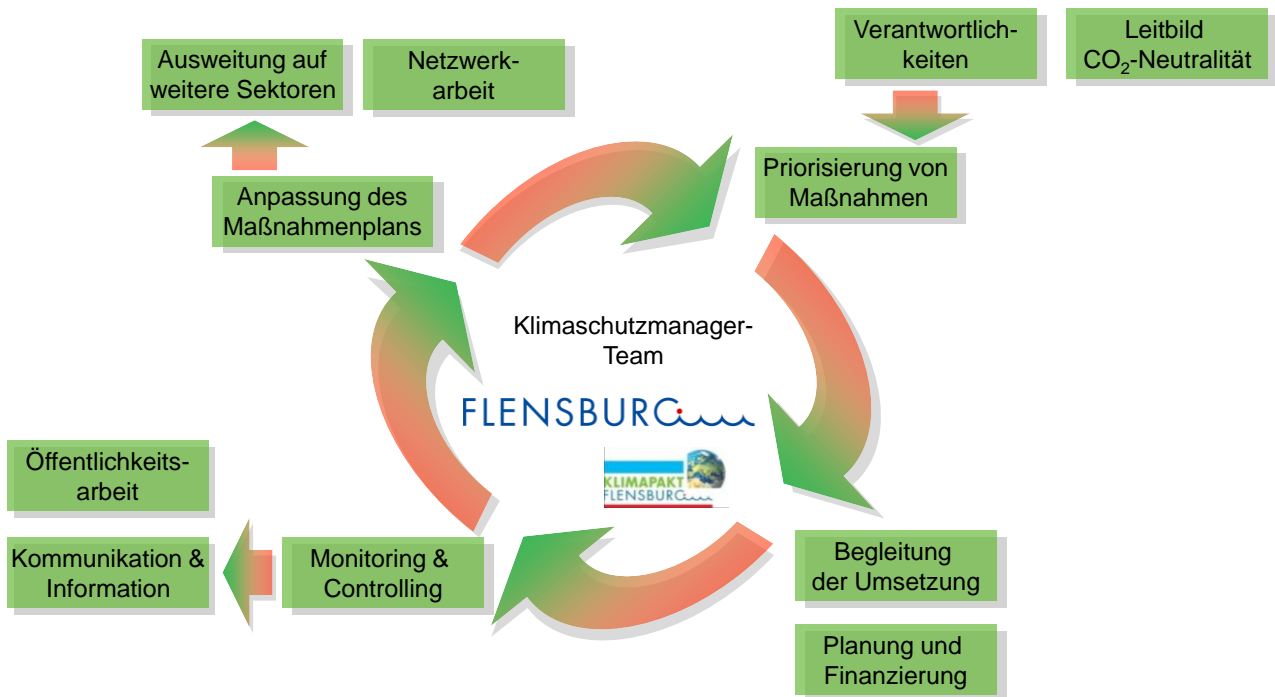 Verantwortlich-
keiten
Leitbild
CO₂-Neutralität
Ausweitung auf
weitere Sektoren
Netzwerk-
arbeit
Priorisierung von
Maßnahmen
Anpassung des
Maßnahmenplans
Klimaschutzmanager-
Team
FLENSBURG
KLIMAPAKT
FLENSBURG
Öffentlichkeits-
arbeit
Kommunikation &
Information
Monitoring &
Controlling
Begleitung
der Umsetzung
Planung und
Finanzierung